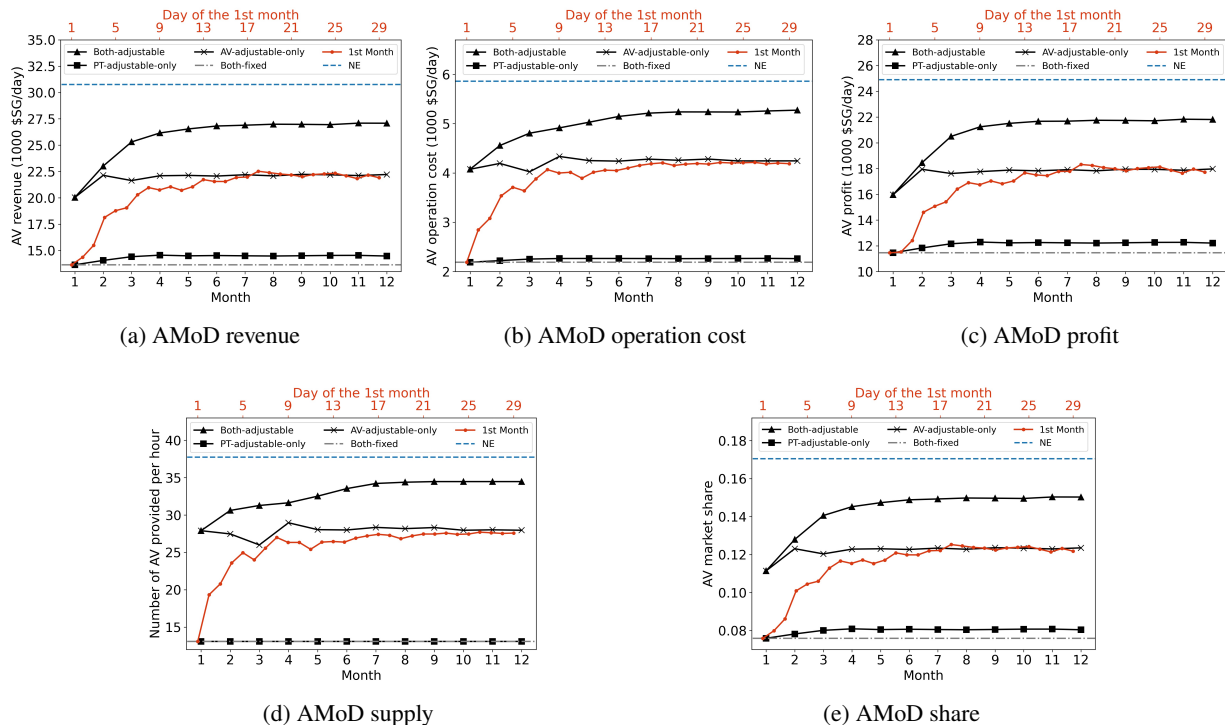 Day of the 1st month
1 5 9 13 17 21 25 29
35.0
32.5
30.0
27.5
25.0
22.5
20.0
17.5
15.0
AV revenue (1000 $SG/day)
Both-adjustable AV-adjustable-only 1st Month
PT-adjustable-only Both-fixed NE
1 2 3 4 5 6 7 8 9 10 11 12
Month
(a) AMoD revenue
Day of the 1st month
1 5 9 13 17 21 25 29
6
5
4
3
2
AV operation cost (1000 $SG/day)
Both-adjustable AV-adjustable-only 1st Month
PT-adjustable-only Both-fixed NE
1 2 3 4 5 6 7 8 9 10 11 12
Month
(b) AMoD operation cost
Day of the 1st month
1 5 9 13 17 21 25 29
28
26
24
22
20
18
16
14
12
10
AV profit (1000 $SG/day)
Both-adjustable AV-adjustable-only 1st Month
PT-adjustable-only Both-fixed NE
1 2 3 4 5 6 7 8 9 10 11 12
Month
(c) AMoD profit
Day of the 1st month
1 5 9 13 17 21 25 29
40
35
30
25
20
15
Number of AV provided per hour
Both-adjustable AV-adjustable-only 1st Month
PT-adjustable-only Both-fixed NE
1 2 3 4 5 6 7 8 9 10 11 12
Month
(d) AMoD supply
Day of the 1st month
1 5 9 13 17 21 25 29
0.18
0.16
0.14
0.12
0.10
0.08
AV market share
Both-adjustable AV-adjustable-only 1st Month
PT-adjustable-only Both-fixed NE
1 2 3 4 5 6 7 8 9 10 11 12
Month
(e) AMoD share